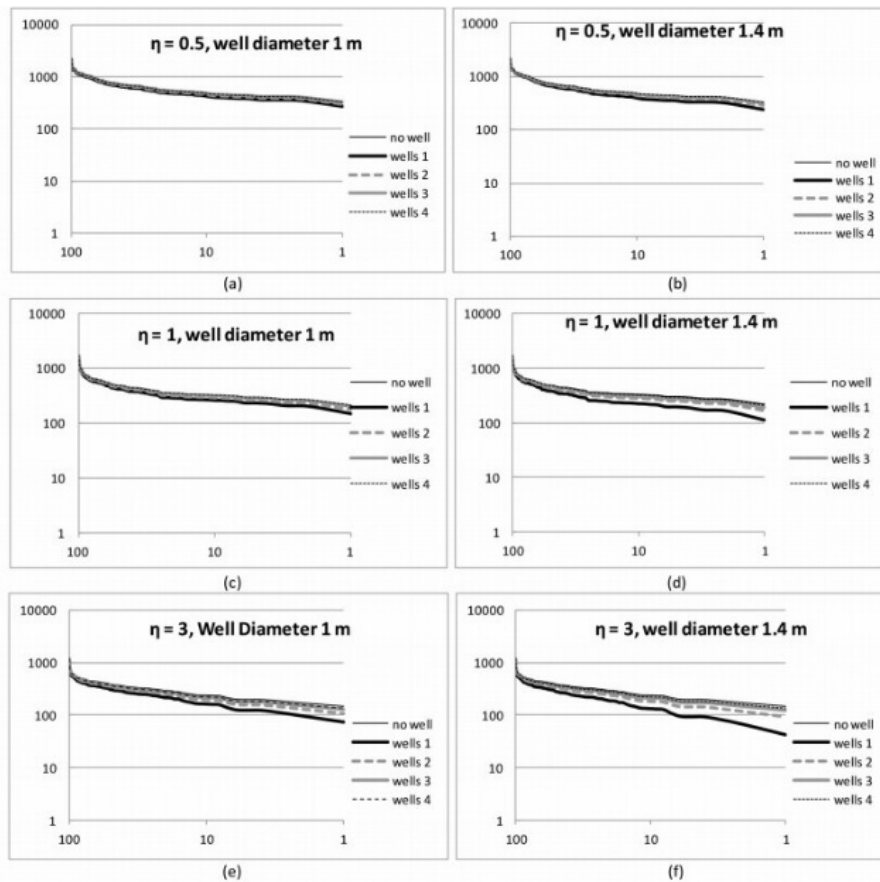 η = 0.5, well diameter 1 m
10000
1000
100
10
1
100
10
1
no well
wells 1
wells 2
wells 3
wells 4
(a)
η = 0.5, well diameter 1.4 m
10000
1000
100
10
1
100
10
1
no well
wells 1
wells 2
wells 3
wells 4
(b)
η = 1, well diameter 1 m
10000
1000
100
10
1
100
10
1
no well
wells 1
wells 2
wells 3
wells 4
(c)
η = 1, well diameter 1.4 m
10000
1000
100
10
1
100
10
1
no well
wells 1
wells 2
wells 3
wells 4
(d)
η = 3, Well Diameter 1 m
10000
1000
100
10
1
100
10
1
no well
wells 1
wells 2
wells 3
wells 4
(e)
η = 3, well diameter 1.4 m
10000
1000
100
10
1
100
10
1
no well
wells 1
wells 2
wells 3
wells 4
(f)